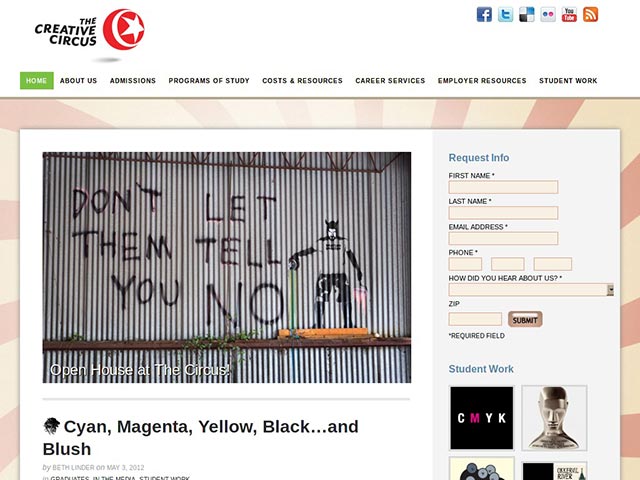 THE
CREATIVE
CIRCUS
You
Tube
HOME ABOUT US ADMISSIONS PROGRAMS OF STUDY COSTS & RESOURCES CAREER SERVICES EMPLOYER RESOURCES STUDENT WORK
DON'T LET
THEM TELL
YOU NO
Open House at The Circus!
Cyan, Magenta, Yellow, Black…and
Blush
by BETH LINDER on MAY 3, 2012
in GRADUATES, IN THE MEDIA, STUDENT WORK
Request Info
FIRST NAME *
LAST NAME *
EMAIL ADDRESS *
PHONE *
HOW DID YOU HEAR ABOUT US? *
ZIP
SUBMIT
*REQUIRED FIELD
Student Work
CMYK
RIVER